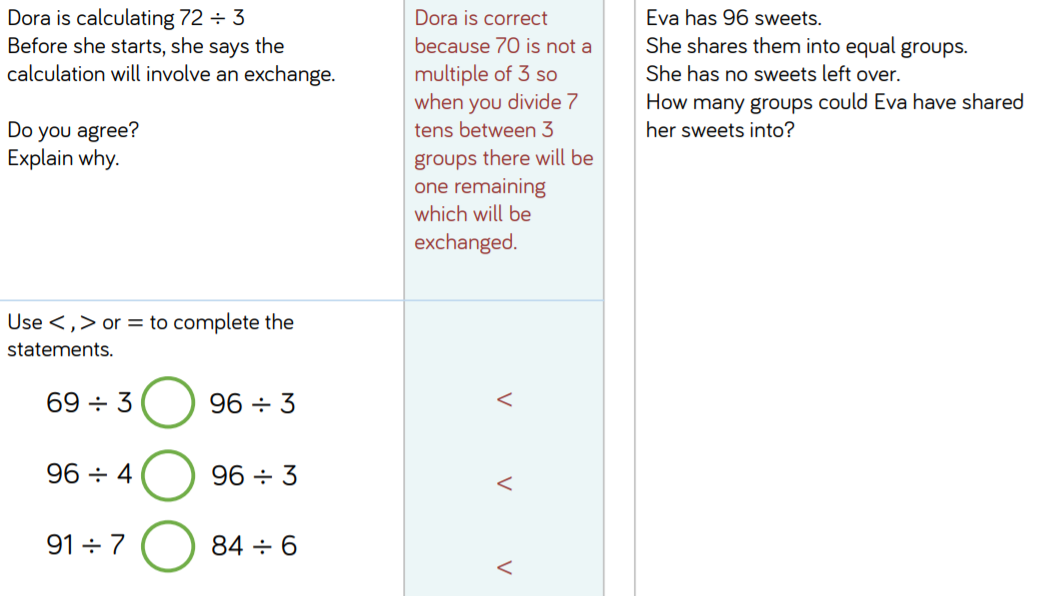 Dora is calculating 72 ÷ 3
Before she starts, she says the
calculation will involve an exchange.
Do you agree?
Explain why.
Dora is correct
because 70 is not a
multiple of 3 so
when you divide 7
tens between 3
groups there will be
one remaining
which will be
exchanged.
Use < , > or = to complete the
statements.
69 ÷ 3 96 ÷ 3
<
96 ÷ 4 96 ÷ 3
<
91 ÷ 7 84 ÷ 6
<
Eva has 96 sweets.
She shares them into equal groups.
She has no sweets left over.
How many groups could Eva have shared
her sweets into?